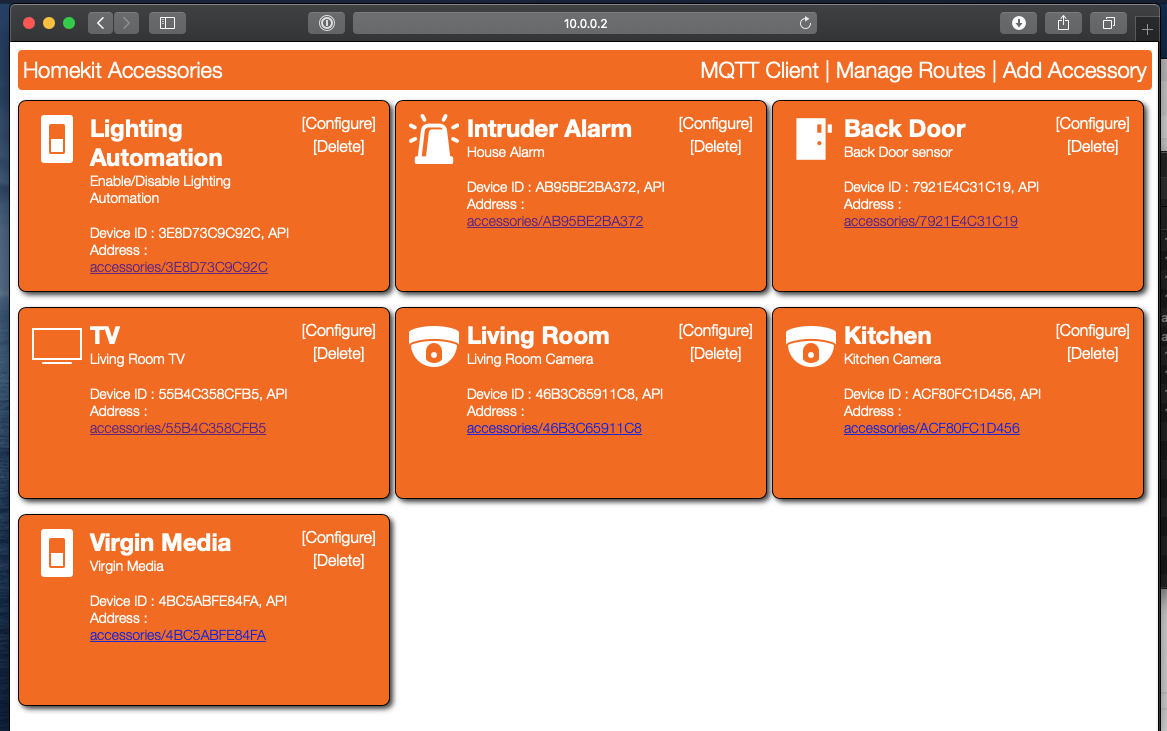 10.0.0.2
Homekit Accessories
MQTT Client | Manage Routes | Add Accessory
Lighting
Automation
Enable/Disable Lighting
Automation
Device ID : 3E8D73C9C92C, API
Address :
accessories/3E8D73C9C92C
[Configure]
[Delete]
Intruder Alarm
House Alarm
Device ID : AB95BE2BA372, API
Address :
accessories/AB95BE2BA372
[Configure]
[Delete]
Back Door
Back Door sensor
Device ID : 7921E4C31C19, API
Address :
accessories/7921E4C31C19
[Configure]
[Delete]
TV
Living Room TV
Device ID : 55B4C358CFB5, API
Address :
accessories/55B4C358CFB5
[Configure]
[Delete]
Living Room
Living Room Camera
Device ID : 46B3C65911C8, API
Address :
accessories/46B3C65911C8
[Configure]
[Delete]
Kitchen
Kitchen Camera
Device ID : ACF80FC1D456, API
Address :
accessories/ACF80FC1D456
[Configure]
[Delete]
Virgin Media
Virgin Media
Device ID : 4BC5ABFE84FA, API
Address :
accessories/4BC5ABFE84FA
[Configure]
[Delete]